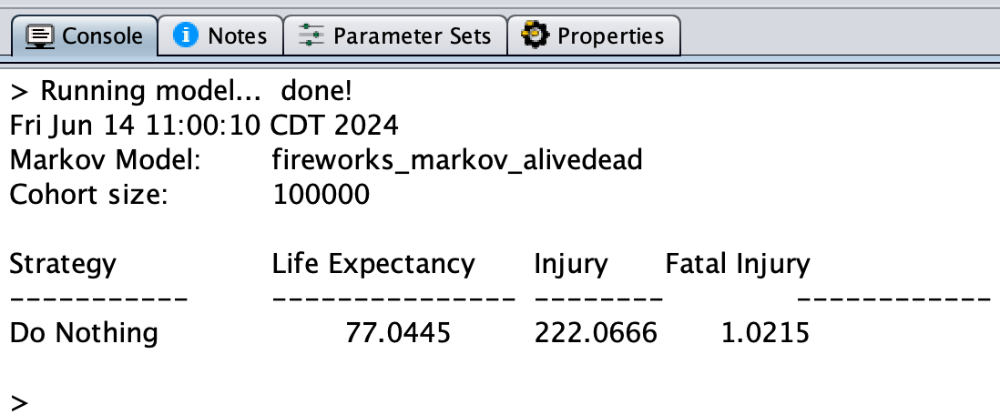 Console Notes Parameter Sets Properties
> Running model... done!
Fri Jun 14 11:00:10 CDT 2024
Markov Model: fireworks_markov_alivedead
Cohort size: 100000
Strategy Life Expectancy Injury Fatal Injury
----------- --------------- -------- ------------
Do Nothing 77.0445 222.0666 1.0215
>